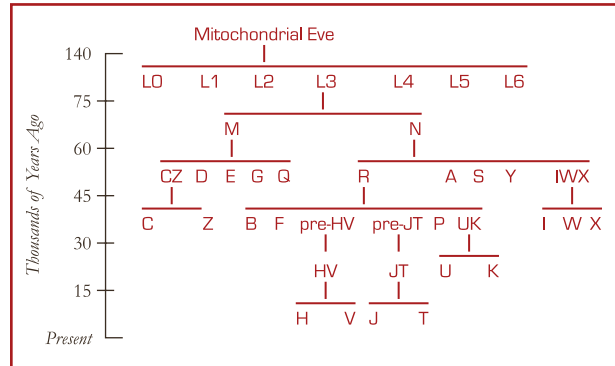 Mitochondrial Eve
140
L0 L1 L2 L3 L4 L5 L6
75
M N
60
CZ D E G Q R A S Y IWX
45
C Z B F pre-HV pre-JT P UK I W X
30
HV JT U K
15
H V J T
Present
Thousands of Years Ago